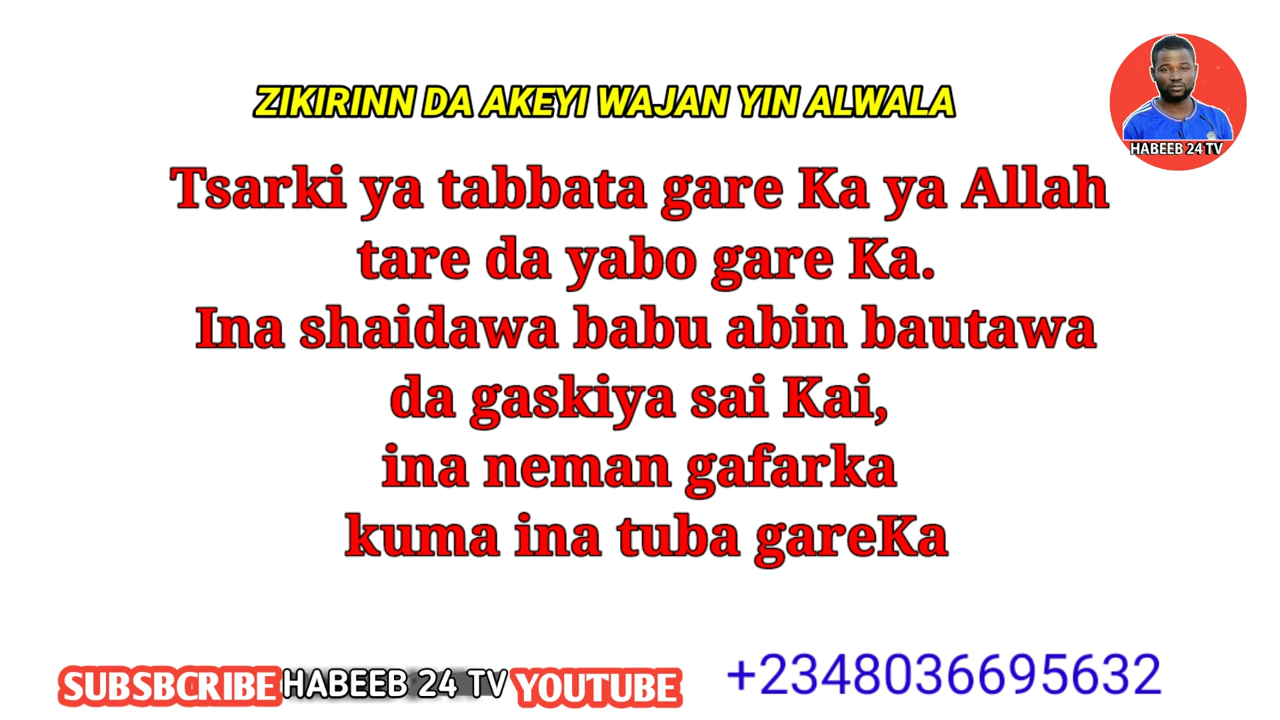 ZIKIRINN DA AKEYI WAJAN YIN ALWALA
HABEEB 24 TV
Tsarki ya tabbata gare Ka ya Allah
tare da yabo gare Ka.
Ina shaidawa babu abin bautawa
da gaskiya sai Kai,
ina neman gafarka
kuma ina tuba gareKa
SUBSBCRIBE HABEEB 24 TV YOUTUBE
+2348036695632